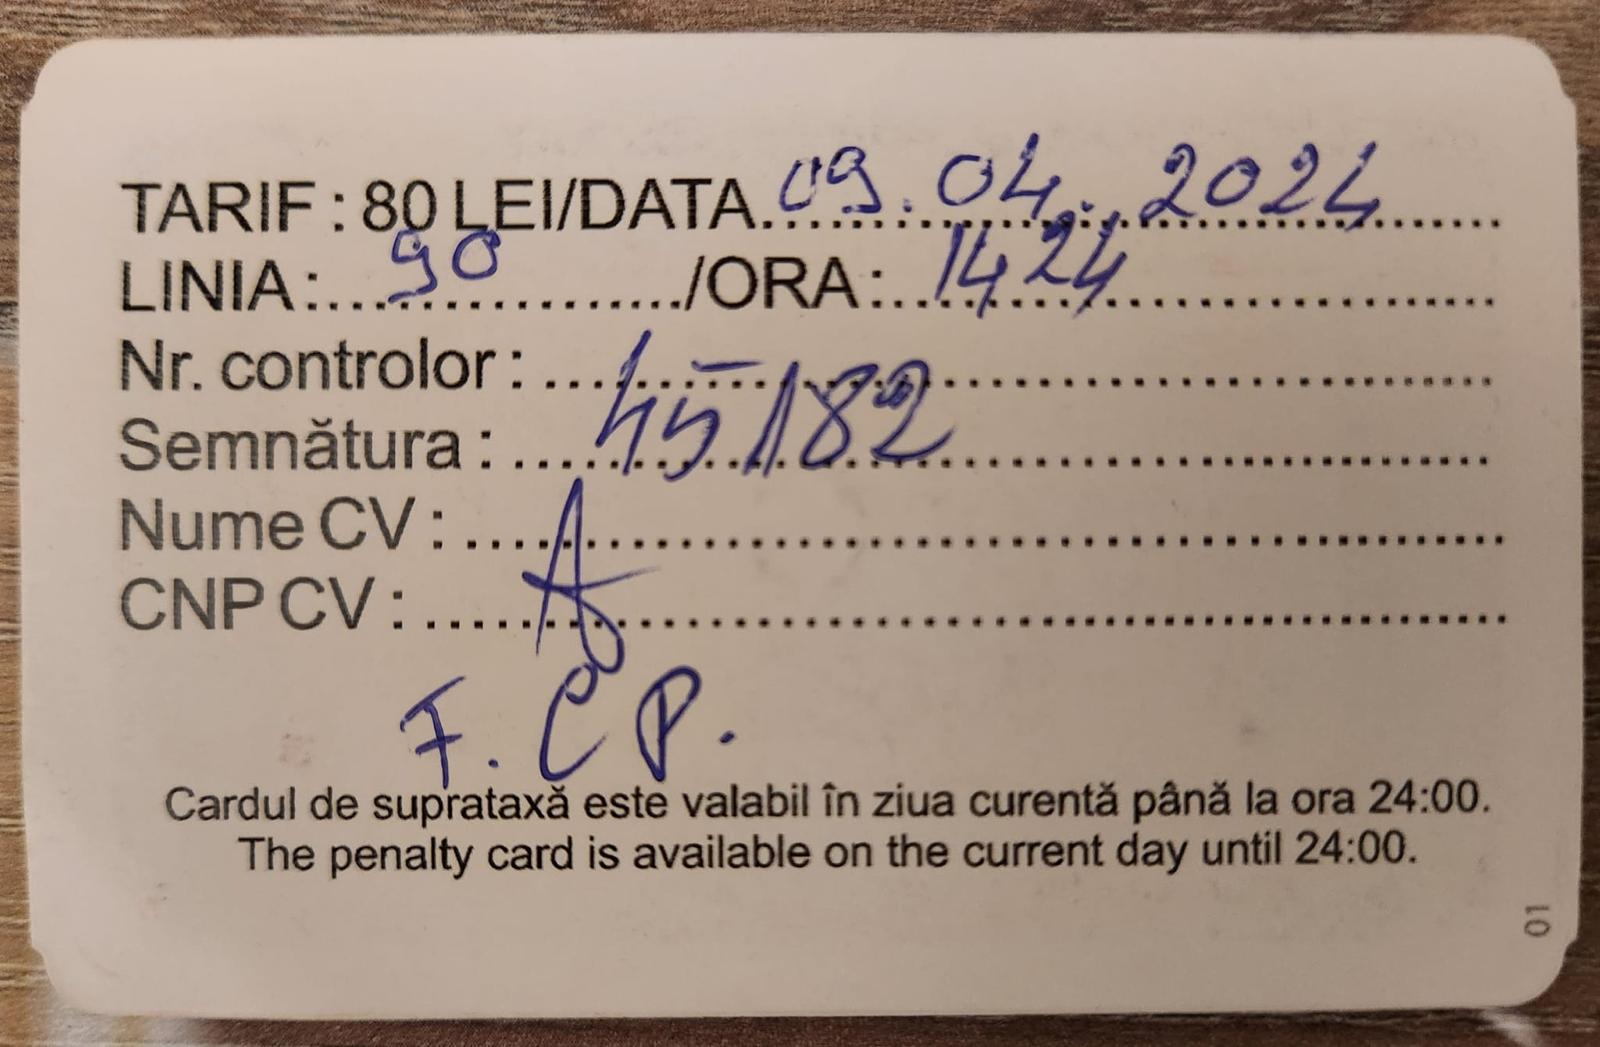 TARIF : 80 LEI/DATA 09.04.2024
LINIA : 90 /ORA : 1424
Nr. controlor : 45182
Semnătura :
Nume CV :
CNP CV :
F. C P.
Cardul de suprataxă este valabil în ziua curentă până la ora 24:00.
The penalty card is available on the current day until 24:00.
01